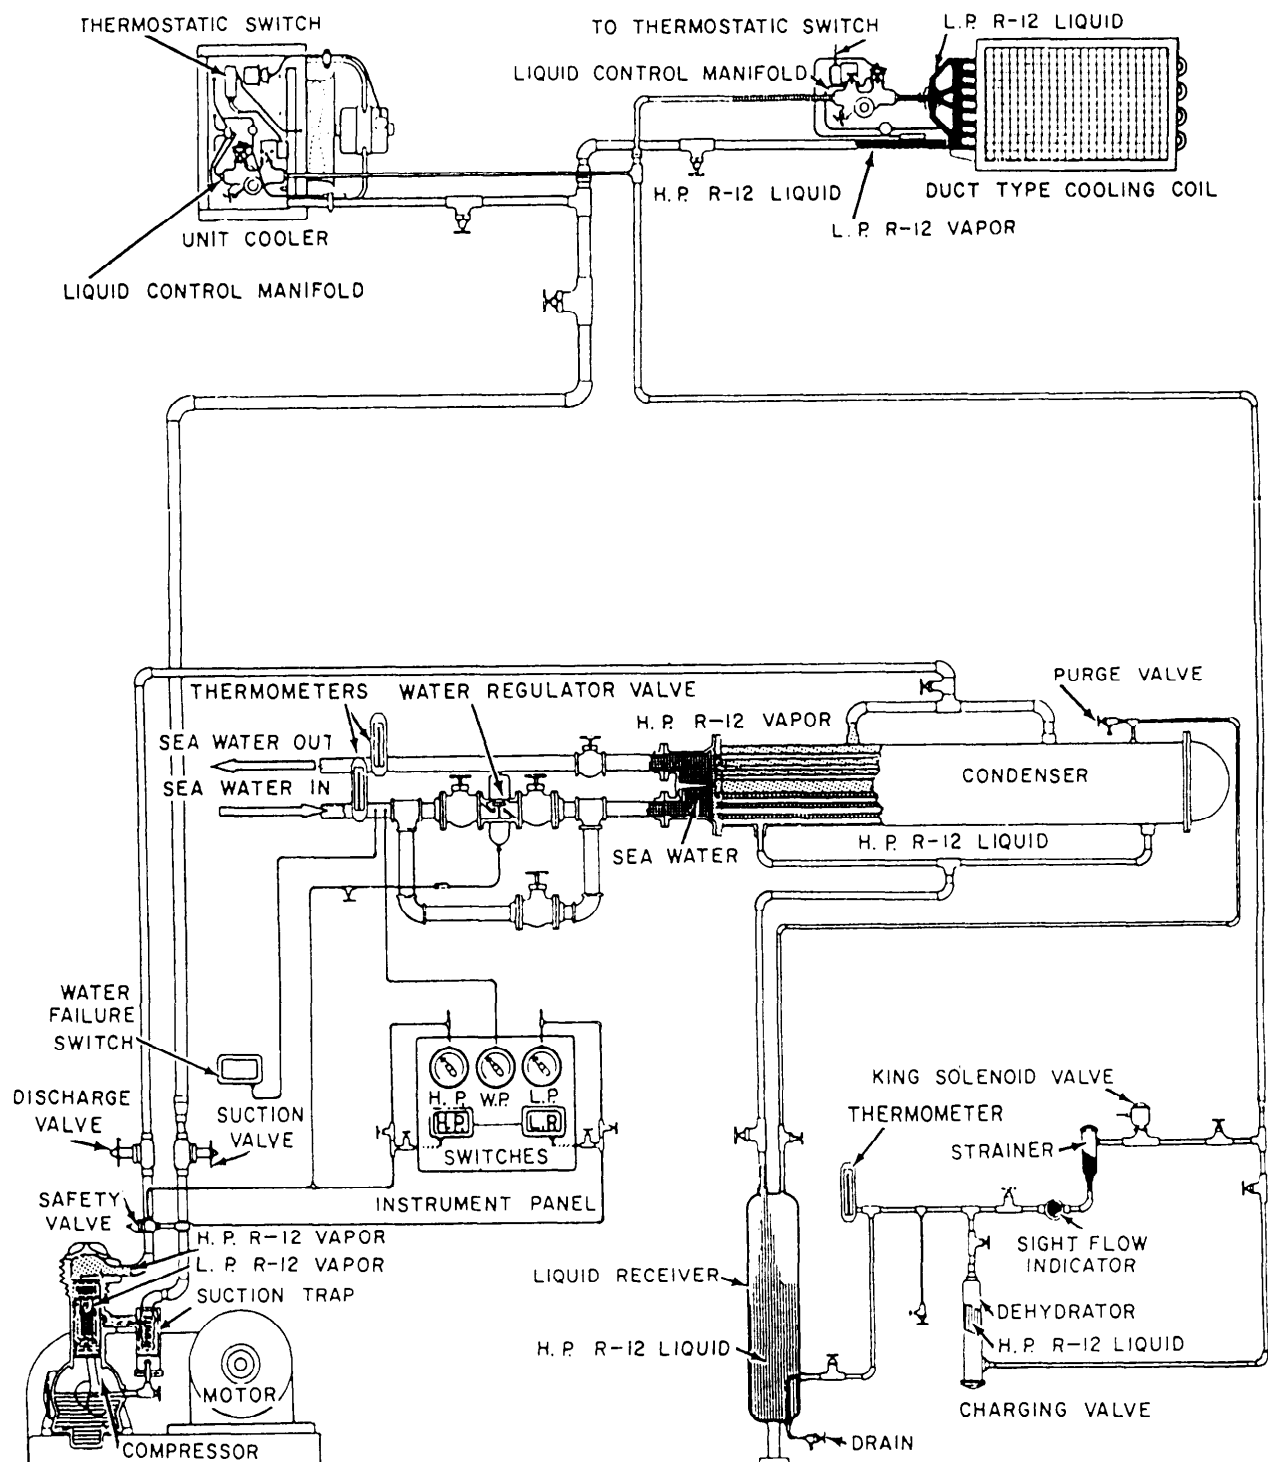 THERMOSTATIC SWITCH
TO THERMOSTATIC SWITCH
L.P. R-12 LIQUID
LIQUID CONTROL MANIFOLD
H.P. R-12 LIQUID
DUCT TYPE COOLING COIL
L.P. R-12 VAPOR
UNIT COOLER
LIQUID CONTROL MANIFOLD
PURGE VALVE
THERMOMETERS
WATER REGULATOR VALVE
H.P. R-12 VAPOR
SEA WATER OUT
SEA WATER IN
CONDENSER
SEA WATER
H.P. R-12 LIQUID
WATER
FAILURE
SWITCH
DISCHARGE
VALVE
SUCTION
VALVE
H.P.
W.P.
L.P.
H.P.
L.P.
SWITCHES
INSTRUMENT PANEL
KING SOLENOID VALVE
THERMOMETER
STRAINER
SAFETY
VALVE
H.P. R-12 VAPOR
L.P. R-12 VAPOR
SUCTION TRAP
SIGHT FLOW
INDICATOR
LIQUID RECEIVER
DEHYDRATOR
H.P. R-12 LIQUID
H.P. R-12 LIQUID
MOTOR
CHARGING VALVE
COMPRESSOR
DRAIN